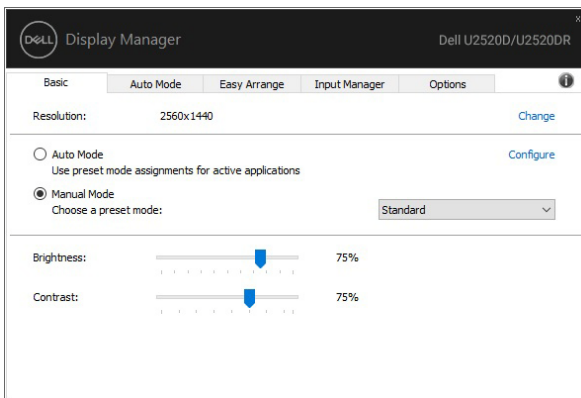 DELL Display Manager Dell U2520D/U2520DR
Basic Auto Mode Easy Arrange Input Manager Options
Resolution: 2560x1440 Change
Auto Mode Configure
Use preset mode assignments for active applications
Manual Mode
Choose a preset mode: Standard
Brightness: 75%
Contrast: 75%